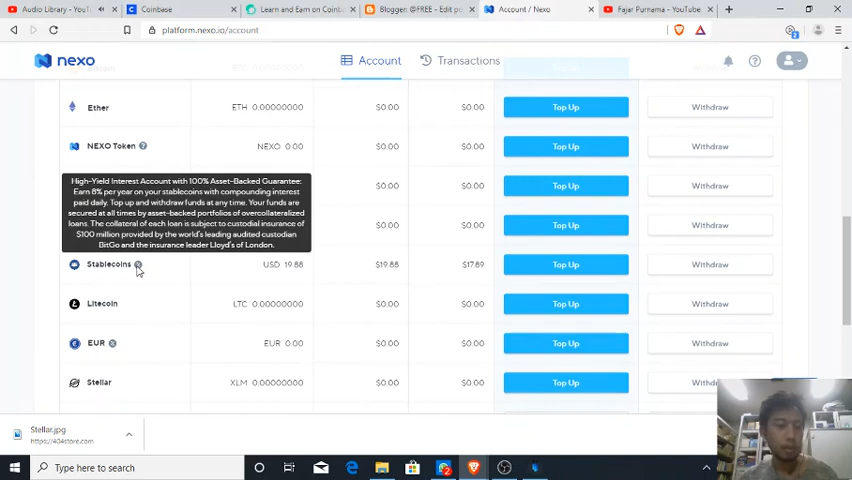 Audio Library - YouT
Coinbase
Learn and Earn on Coinb
Blogger: @FREE - Edit po
Account / Nexo
Fajar Purnama - YouTube
platform.nexo.io/account
nexo
Account
Transactions
Bitcoin
Top Up
Withdraw
Ether
ETH 0.00000000
$0.00
$0.00
Top Up
Withdraw
NEXO Token
NEXO 0.00
$0.00
$0.00
Top Up
Withdraw
High-Yield Interest Account with 100% Asset-Backed Guarantee:
Earn 8% per year on your stablecoins with compounding interest
paid daily. Top up and withdraw funds at any time. Your funds are
secured at all times by asset-backed portfolios of overcollateralized
loans. The collateral of each loan is subject to custodial insurance of
$100 million provided by the world's leading audited custodian
BitGo and the insurance leader Lloyd's of London.
$0.00
$0.00
Top Up
Withdraw
$0.00
$0.00
Top Up
Withdraw
Stablecoins
USD 19.88
$19.88
$17.89
Top Up
Withdraw
Litecoin
LTC 0.00000000
$0.00
$0.00
Top Up
Withdraw
EUR
EUR 0.00
$0.00
$0.00
Top Up
Withdraw
Stellar
XLM 0.00000000
$0.00
$0.00
Top Up
Stellar.jpg
https://404store.com
Type here to search